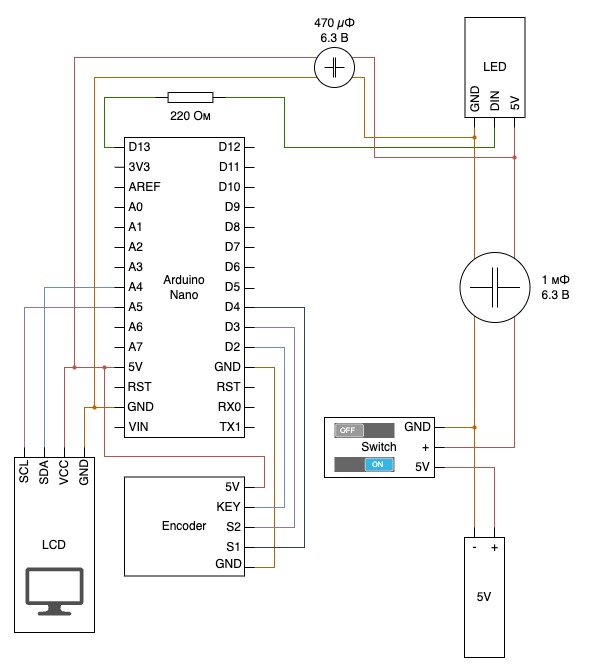 470 µФ
6.3 В
LED
GND
DIN
5V
220 Ом
D13
D12
3V3
D11
AREF
D10
A0
D9
A1
D8
A2
D7
A3
D6
Arduino
Nano
A4
D5
A5
D4
A6
D3
A7
D2
5V
GND
RST
RST
GND
RX0
VIN
TX1
1 мФ
6.3 В
OFF
GND
Switch
+
ON
5V
SCL
SDA
VCC
GND
LCD
5V
KEY
Encoder
S2
S1
GND
- +
5V